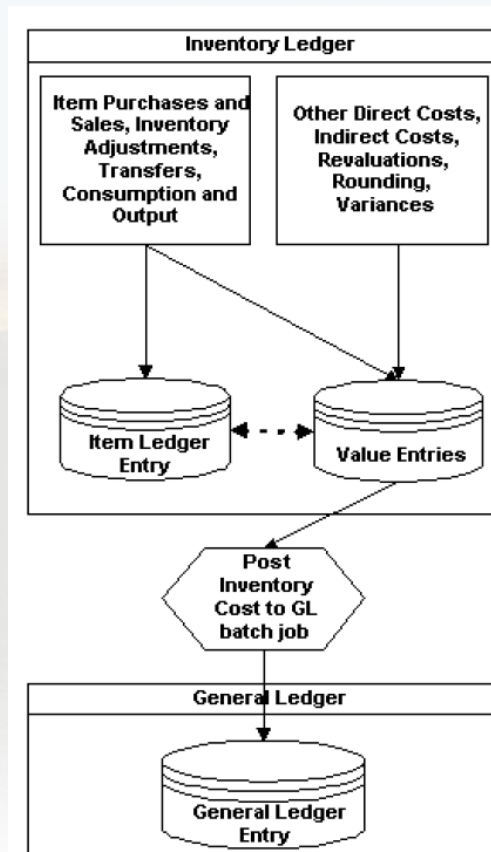 Inventory Ledger
Item Purchases and
Sales, Inventory
Adjustments,
Transfers,
Consumption and
Output
Other Direct Costs,
Indirect Costs,
Revaluations,
Rounding,
Variances
Item Ledger
Entry
Value Entries
Post
Inventory
Cost to GL
batch job
General Ledger
General Ledger
Entry